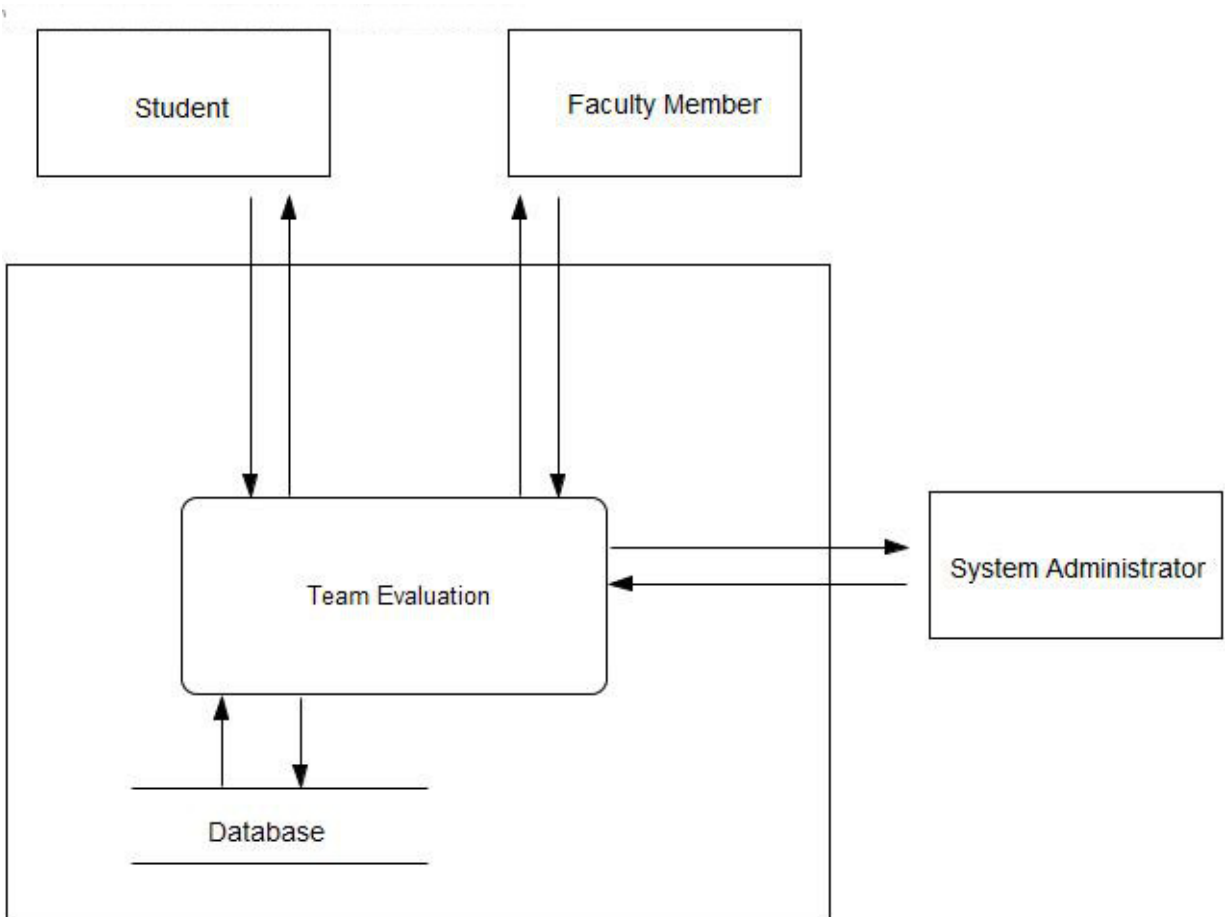 Student
Faculty Member
System Administrator
Team Evaluation
Database